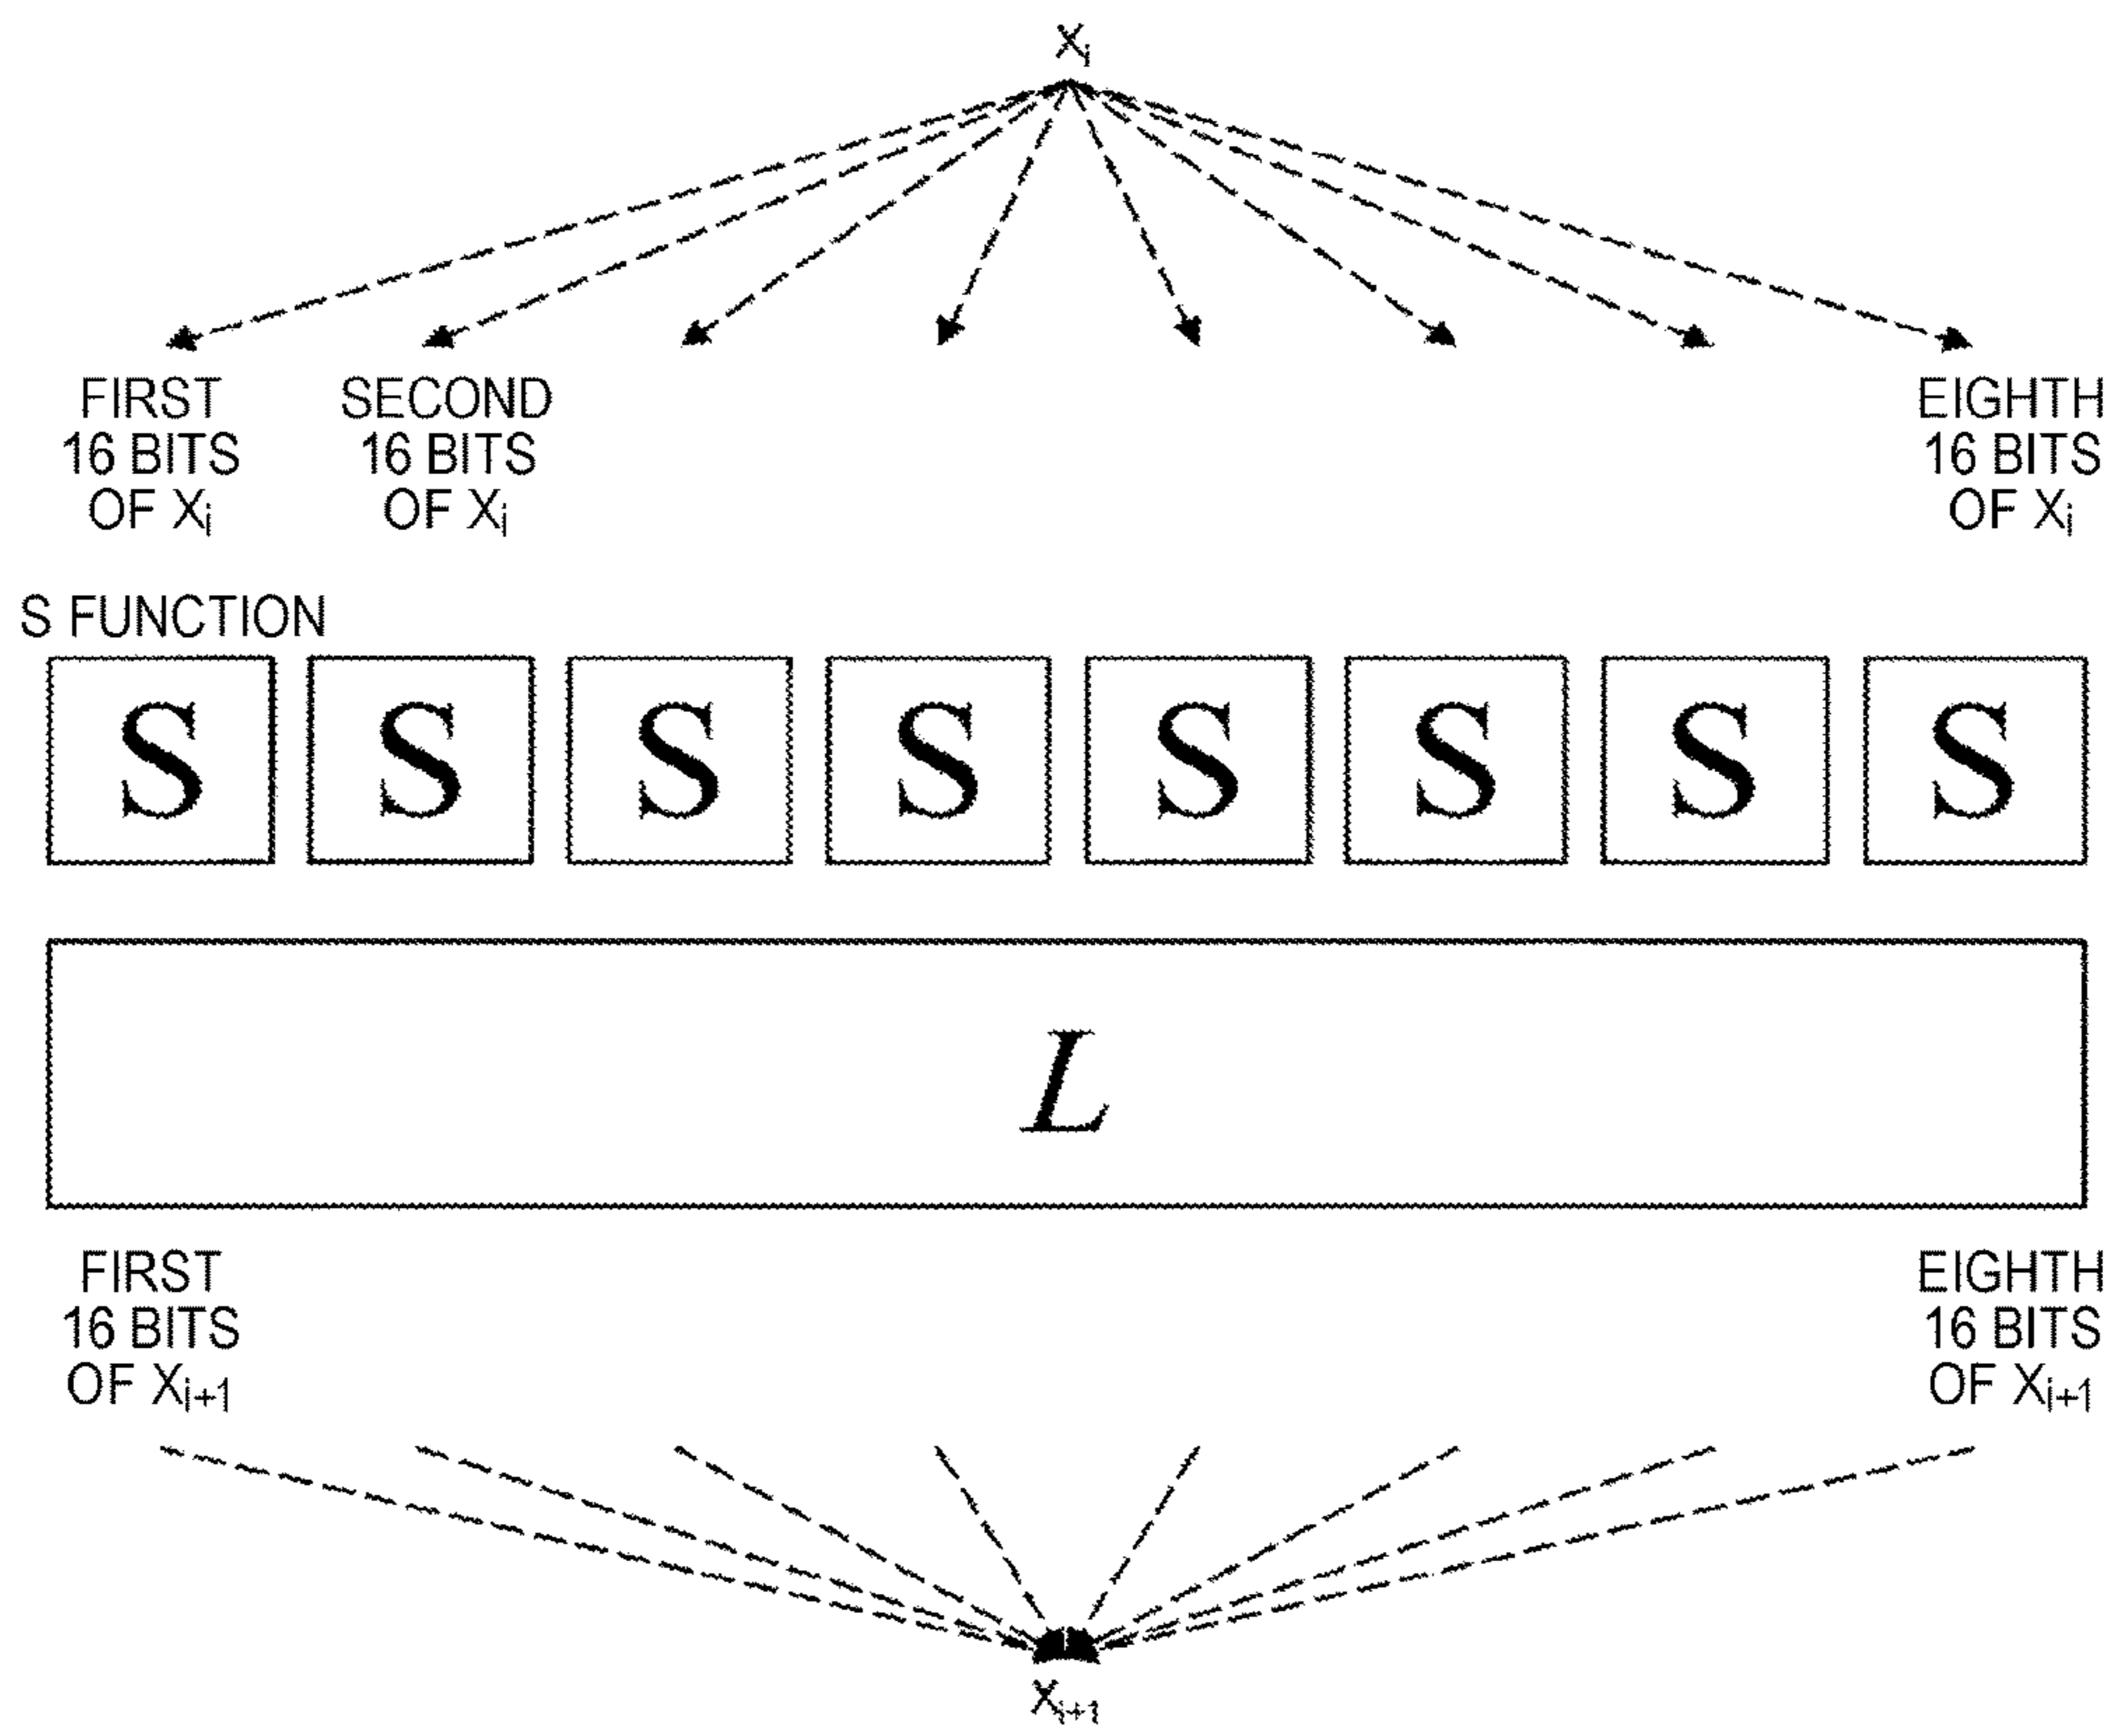 Xi
FIRST
16 BITS
OF Xi
SECOND
16 BITS
OF Xi
EIGHTH
16 BITS
OF Xi
S FUNCTION
S S S S S S S S
L
FIRST
16 BITS
OF Xi+1
EIGHTH
16 BITS
OF Xi+1
Xi+1